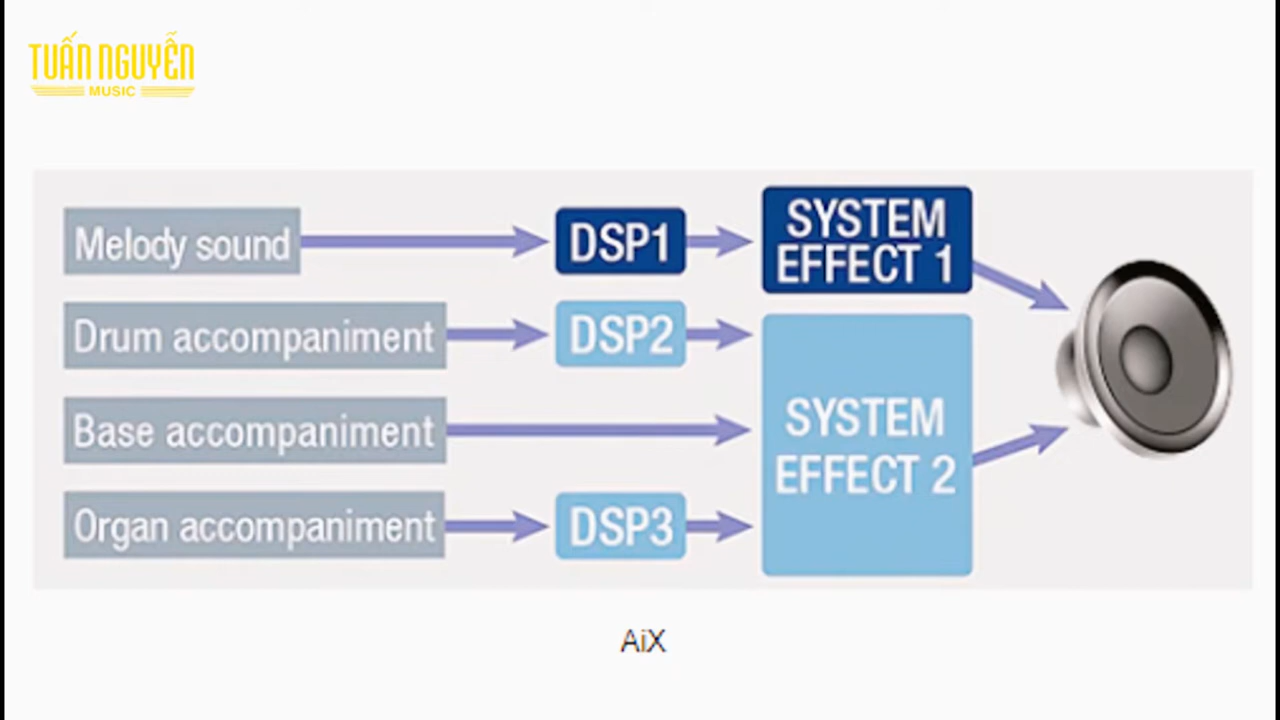 TUẤN NGUYỄN
MUSIC
Melody sound
DSP1
SYSTEM
EFFECT 1
Drum accompaniment
DSP2
Base accompaniment
SYSTEM
EFFECT 2
Organ accompaniment
DSP3
AiX